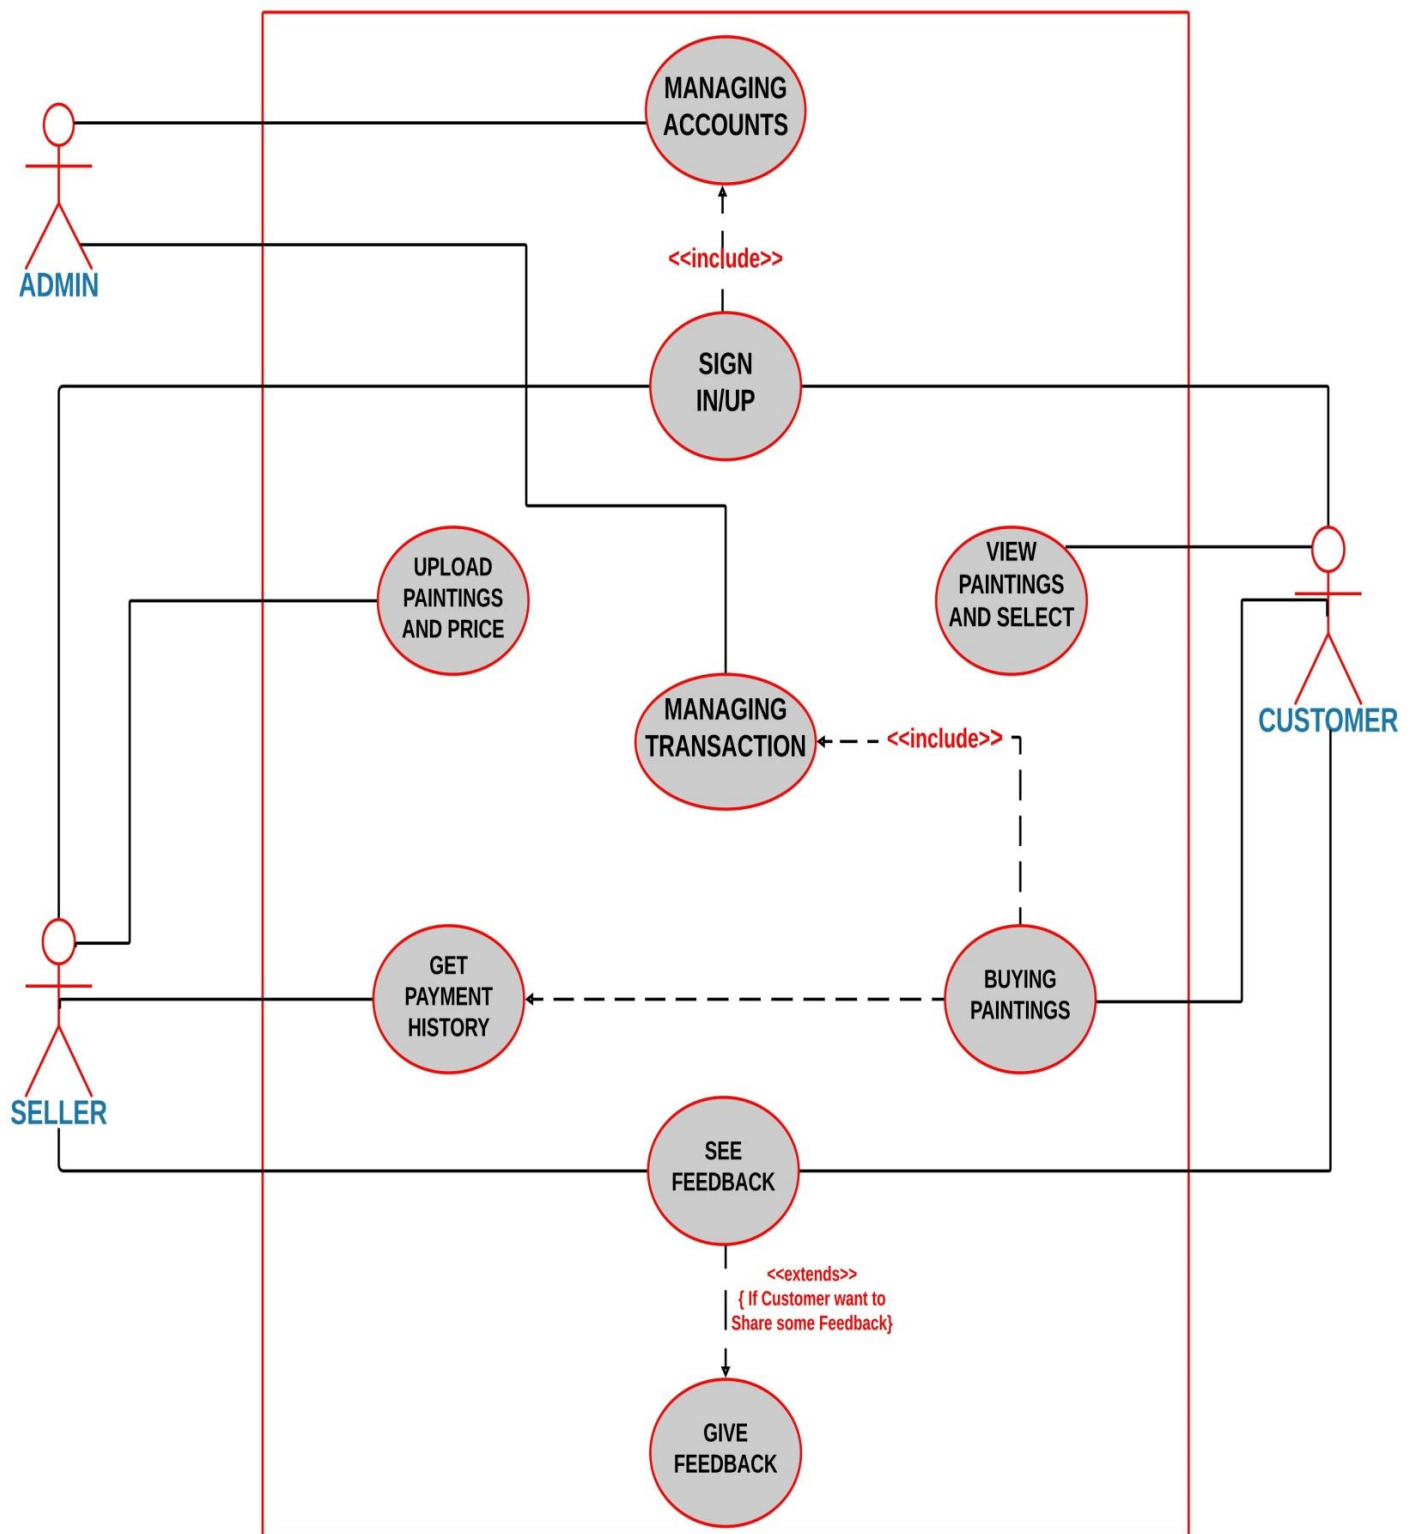 MANAGING
ACCOUNTS
<<include>>
ADMIN
SIGN
IN/UP
UPLOAD
PAINTINGS
AND PRICE
VIEW
PAINTINGS
AND SELECT
MANAGING
TRANSACTION
<<include>>
CUSTOMER
GET
PAYMENT
HISTORY
BUYING
PAINTINGS
SELLER
SEE
FEEDBACK
<<extends>>
{ If Customer want to
Share some Feedback}
GIVE
FEEDBACK